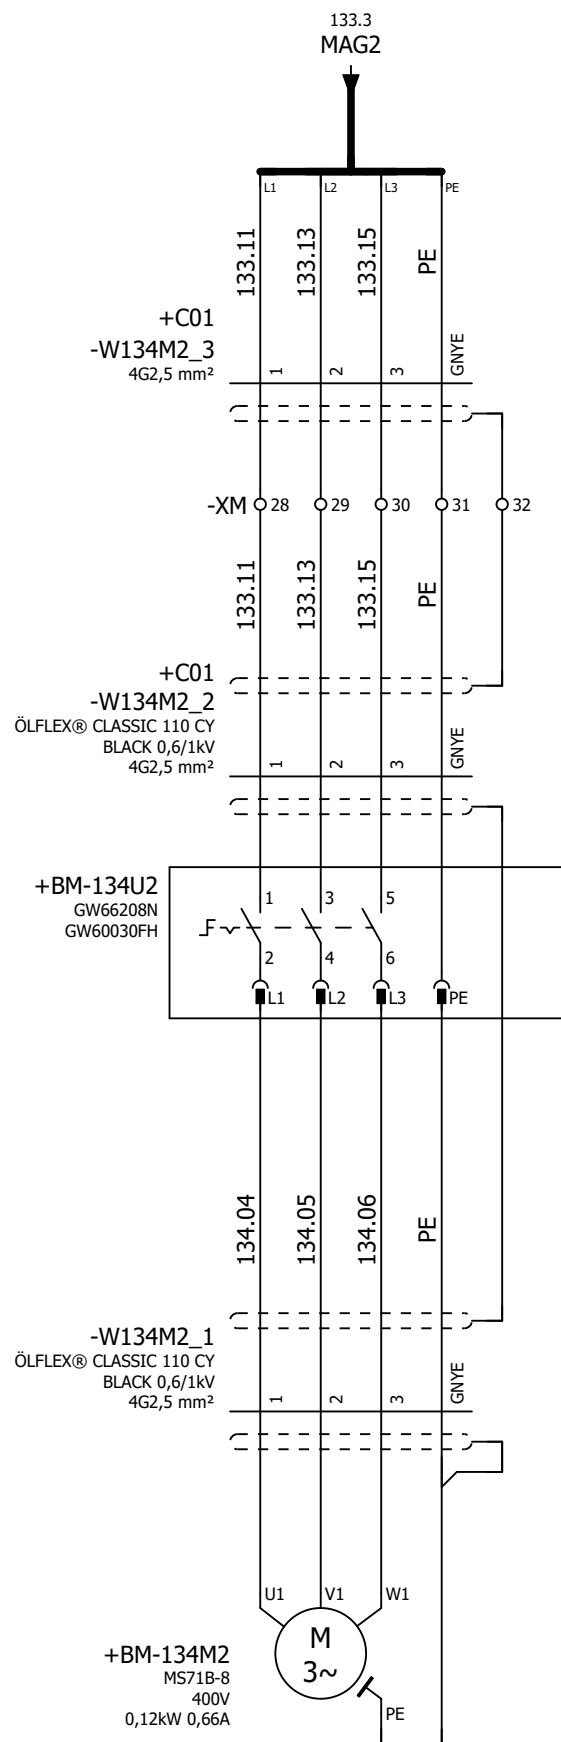 133.3
MAG2
L1 L2 L3 PE
133.11 133.13 133.15 PE
+C01
-W134M2_3
4G2,5 mm²
1 2 3 GNYE
-XM 28 29 30 31 32
133.11 133.13 133.15 PE
+C01
-W134M2_2
ÖLFLEX® CLASSIC 110 CY
BLACK 0,6/1kV
4G2,5 mm²
1 2 3 GNYE
+BM-134U2
GW66208N
GW60030FH
1 3 5
2 4 6
L1 L2 L3 PE
134.04 134.05 134.06 PE
-W134M2_1
ÖLFLEX® CLASSIC 110 CY
BLACK 0,6/1kV
4G2,5 mm²
1 2 3 GNYE
U1 V1 W1
+BM-134M2
MS71B-8
400V
0,12kW 0,66A
M
3~
PE